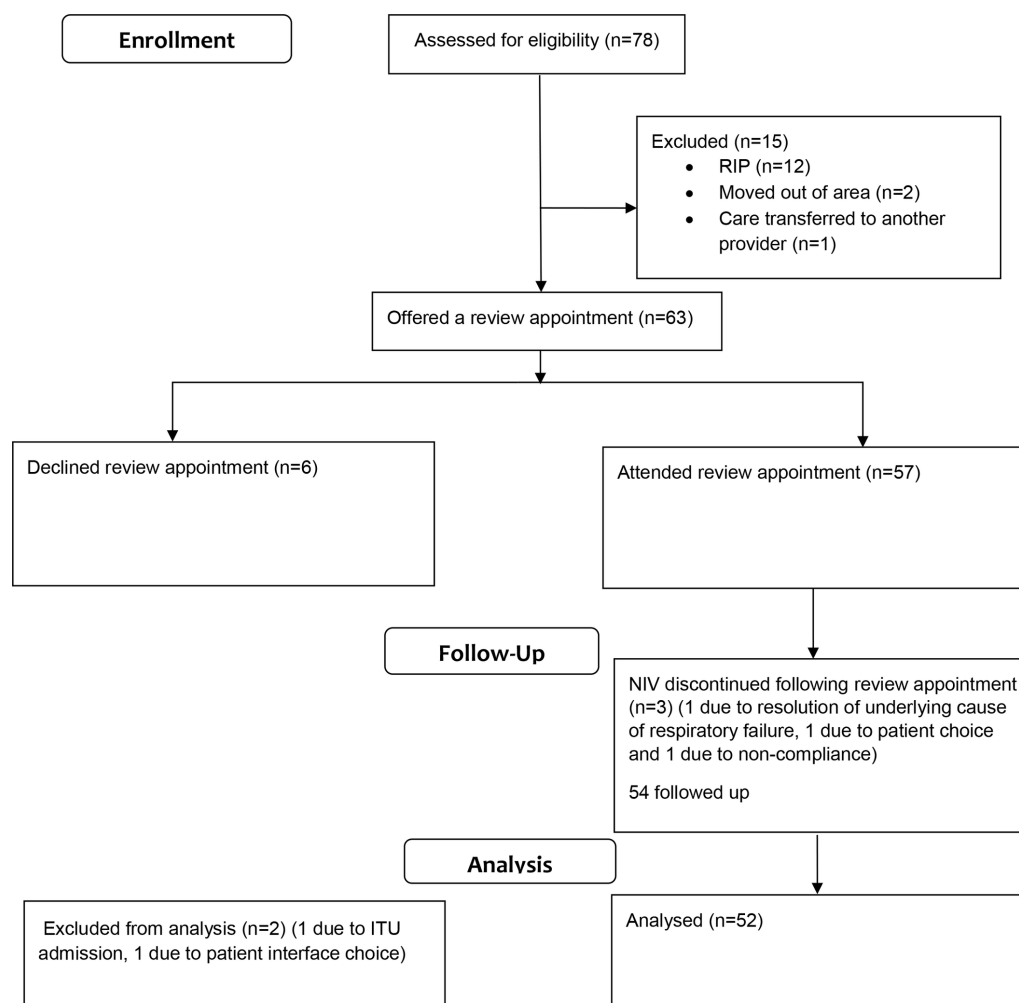 Enrollment
Assessed for eligibility (n=78)
Excluded (n=15)
• RIP (n=12)
• Moved out of area (n=2)
• Care transferred to another
provider (n=1)
Offered a review appointment (n=63)
Declined review appointment (n=6)
Attended review appointment (n=57)
Follow-Up
NIV discontinued following review appointment
(n=3) (1 due to resolution of underlying cause
of respiratory failure, 1 due to patient choice
and 1 due to non-compliance)
54 followed up
Analysis
Excluded from analysis (n=2) (1 due to ITU
admission, 1 due to patient interface choice)
Analysed (n=52)